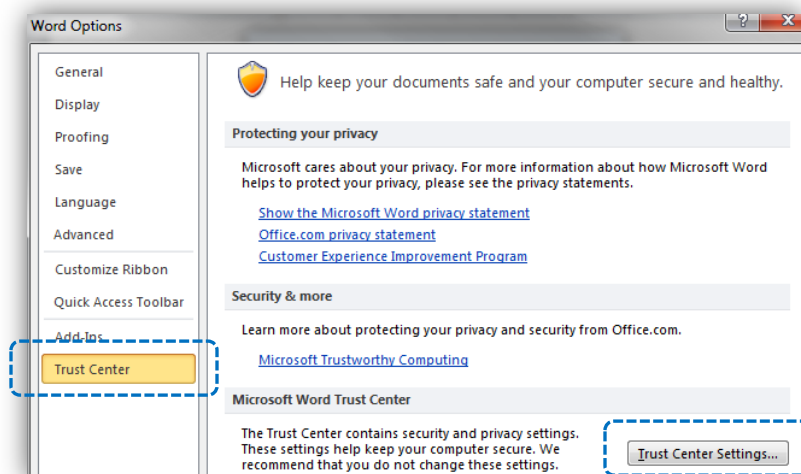 Word Options
?
X
General
Display
Proofing
Save
Language
Advanced
Customize Ribbon
Quick Access Toolbar
Add-Ins
Trust Center
Help keep your documents safe and your computer secure and healthy.
Protecting your privacy
Microsoft cares about your privacy. For more information about how Microsoft Word
helps to protect your privacy, please see the privacy statements.
Show the Microsoft Word privacy statement
Office.com privacy statement
Customer Experience Improvement Program
Security & more
Learn more about protecting your privacy and security from Office.com.
Microsoft Trustworthy Computing
Microsoft Word Trust Center
The Trust Center contains security and privacy settings.
These settings help keep your computer secure. We
recommend that you do not change these settings.
Trust Center Settings...